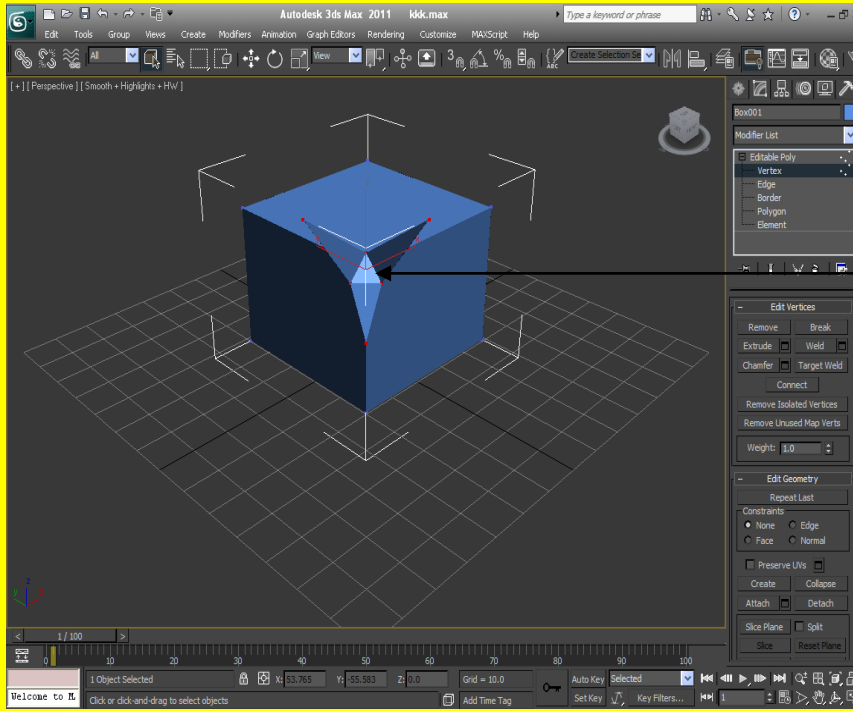 Autodesk 3ds Max 2011 kkk.max
Type a keyword or phrase
Edit Tools Group Views Create Modifiers Animation Graph Editors Rendering Customize MAXScript Help
All View 3 Create Selection Se
[ + ] [ Perspective ] [ Smooth + Highlights + HW ]
Box001
Modifier List
Editable Poly
Vertex
Edge
Border
Polygon
Element
Edit Vertices
Remove Break
Extrude Weld
Chamfer Target Weld
Connect
Remove Isolated Vertices
Remove Unused Map Verts
Weight: 1.0
Edit Geometry
Repeat Last
Constraints
None Edge
Face Normal
Preserve UVs
Create Collapse
Attach Detach
Slice Plane Split
Slice Reset Plane
z
y x
< 1 / 100 >
0 10 20 30 40 50 60 70 80 90 100
1 Object Selected X: 53.765 Y: -55.583 Z: 0.0 Grid = 10.0 Auto Key Selected
Welcome to M Click or click-and-drag to select objects Add Time Tag Set Key Key Filters... 1